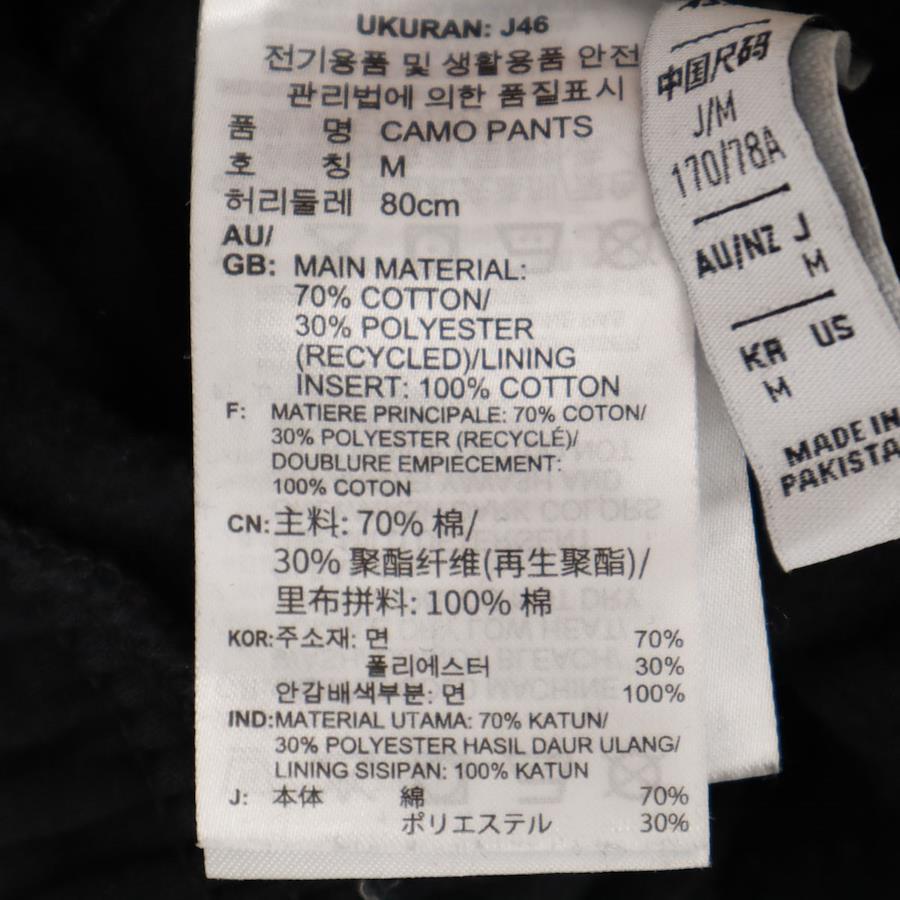 UKURAN: J46
전기용품 및 생활용품 안전
관리법에 의한 품질표시
품 명 CAMO PANTS
호 칭 M
허리둘레 80cm
AU/
GB: MAIN MATERIAL:
70% COTTON/
30% POLYESTER
(RECYCLED)/LINING
INSERT: 100% COTTON
F: MATIERE PRINCIPALE: 70% COTON/
30% POLYESTER (RECYCLÉ)/
DOUBLURE EMPIECEMENT:
100% COTON
CN: 主料: 70% 棉/
30% 聚酯纤维(再生聚酯)/
里布拼料: 100% 棉
KOR: 주소재: 면 70%
폴리에스터 30%
안감배색부분: 면 100%
IND: MATERIAL UTAMA: 70% KATUN/
30% POLYESTER HASIL DAUR ULANG/
LINING SISIPAN: 100% KATUN
J: 本体 綿 70%
ポリエステル 30%
中国尺码
J/M
170/78A
AU/NZ J
M
KR US
M
MADE IN
PAKISTA